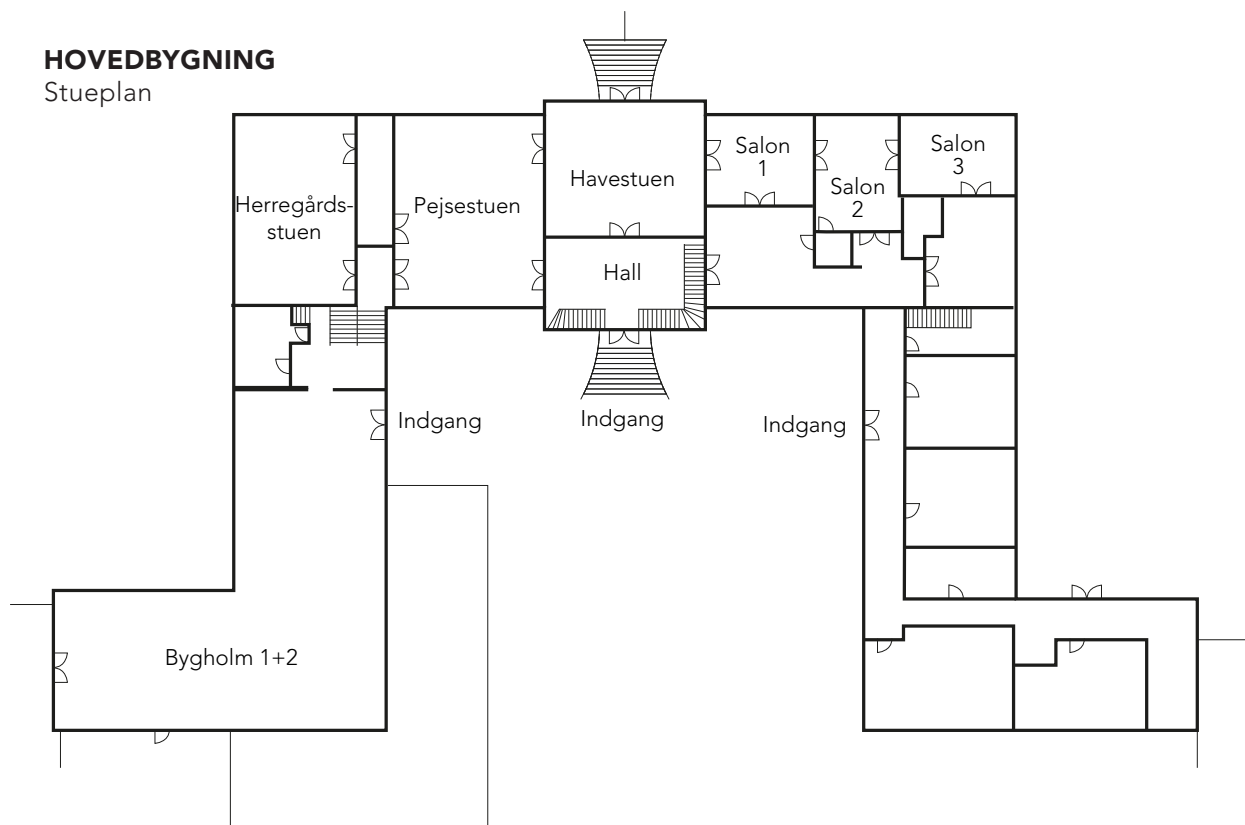 HOVEDBYGNING
Stueplan
Herregårds-
stuen
Pejsestuen
Havestuen
Hall
Salon
1
Salon
2
Salon
3
Indgang
Indgang
Indgang
Bygholm 1+2